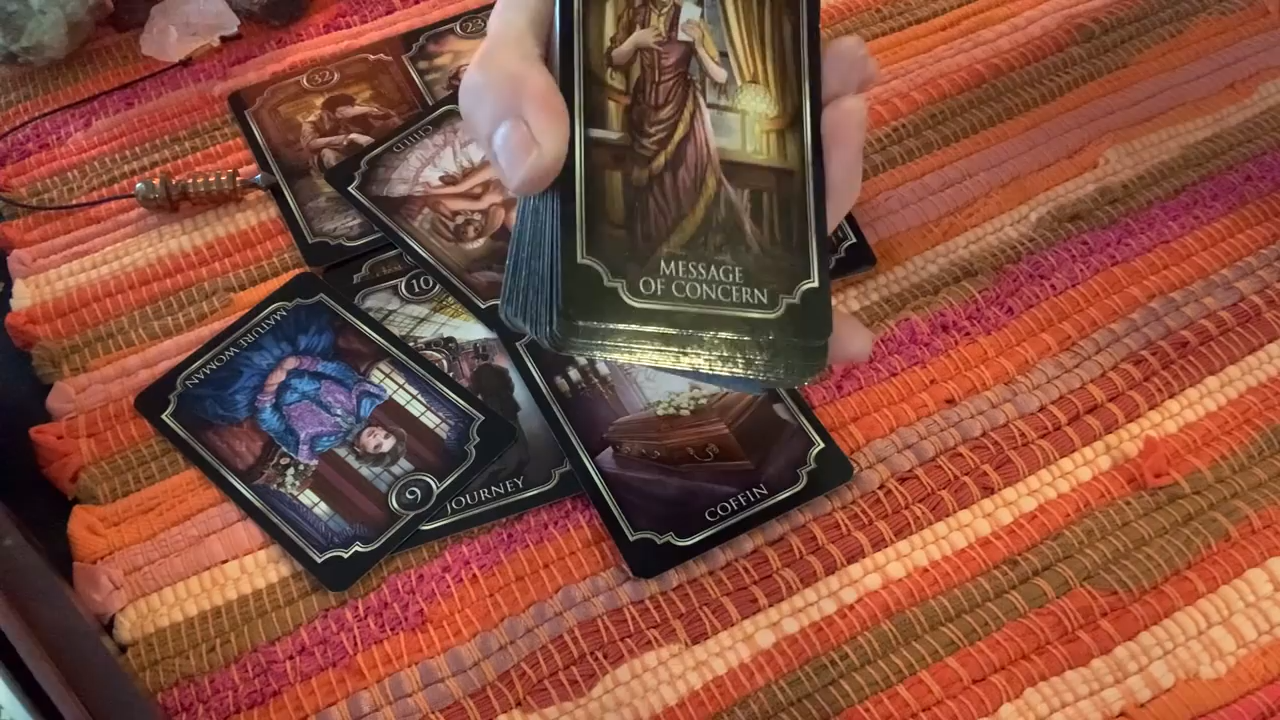 23
32
CHILD
MESSAGE
OF CONCERN
10
MATURE WOMAN
9
JOURNEY
COFFIN